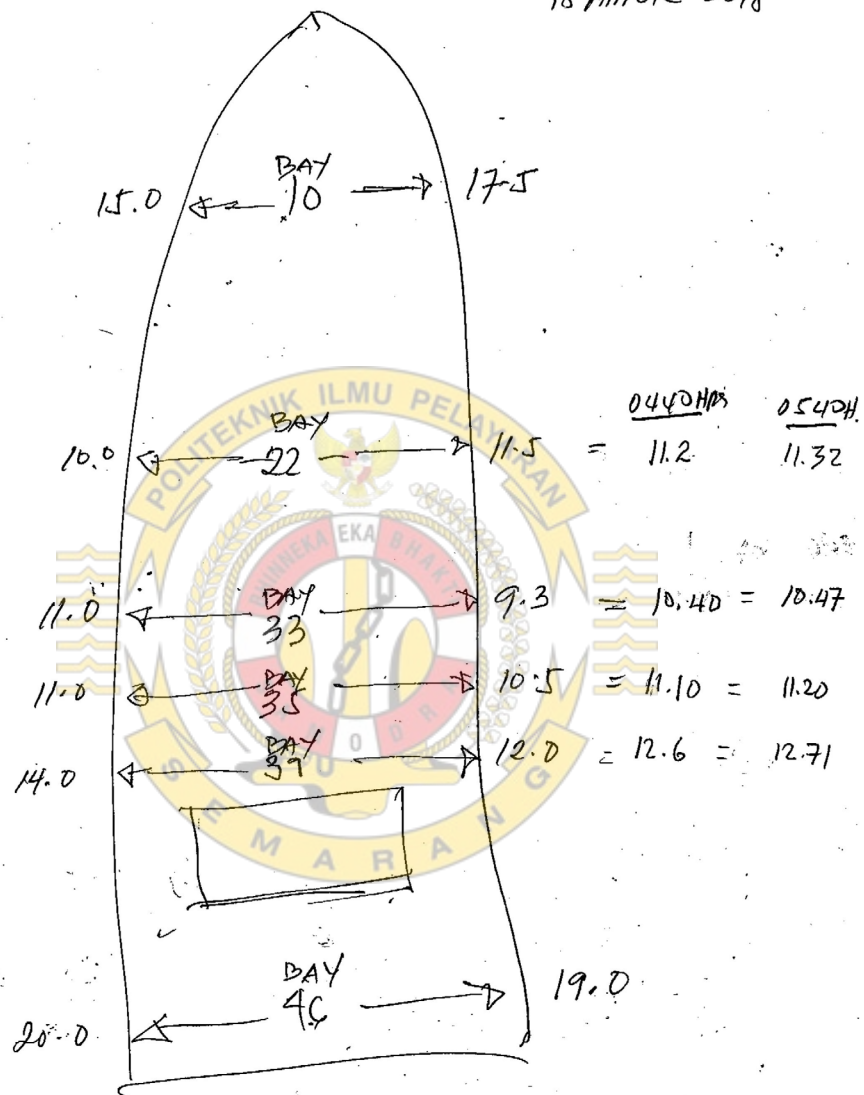 BAY
15.0 10 17.5
0440HRS 0540H.
BAY
10.0 22 11.5 = 11.2 11.32
BAY
11.0 33 9.3 = 10.40 = 10.47
BAY
11.0 35 10.5 = 11.10 = 11.20
BAY
14.0 39 12.0 = 12.6 = 12.71
BAY
46 19.0
20.0
POLITEKNIK ILMU PELAYARAN
BHINNEKA EKA BHAKTI
SEMARANG